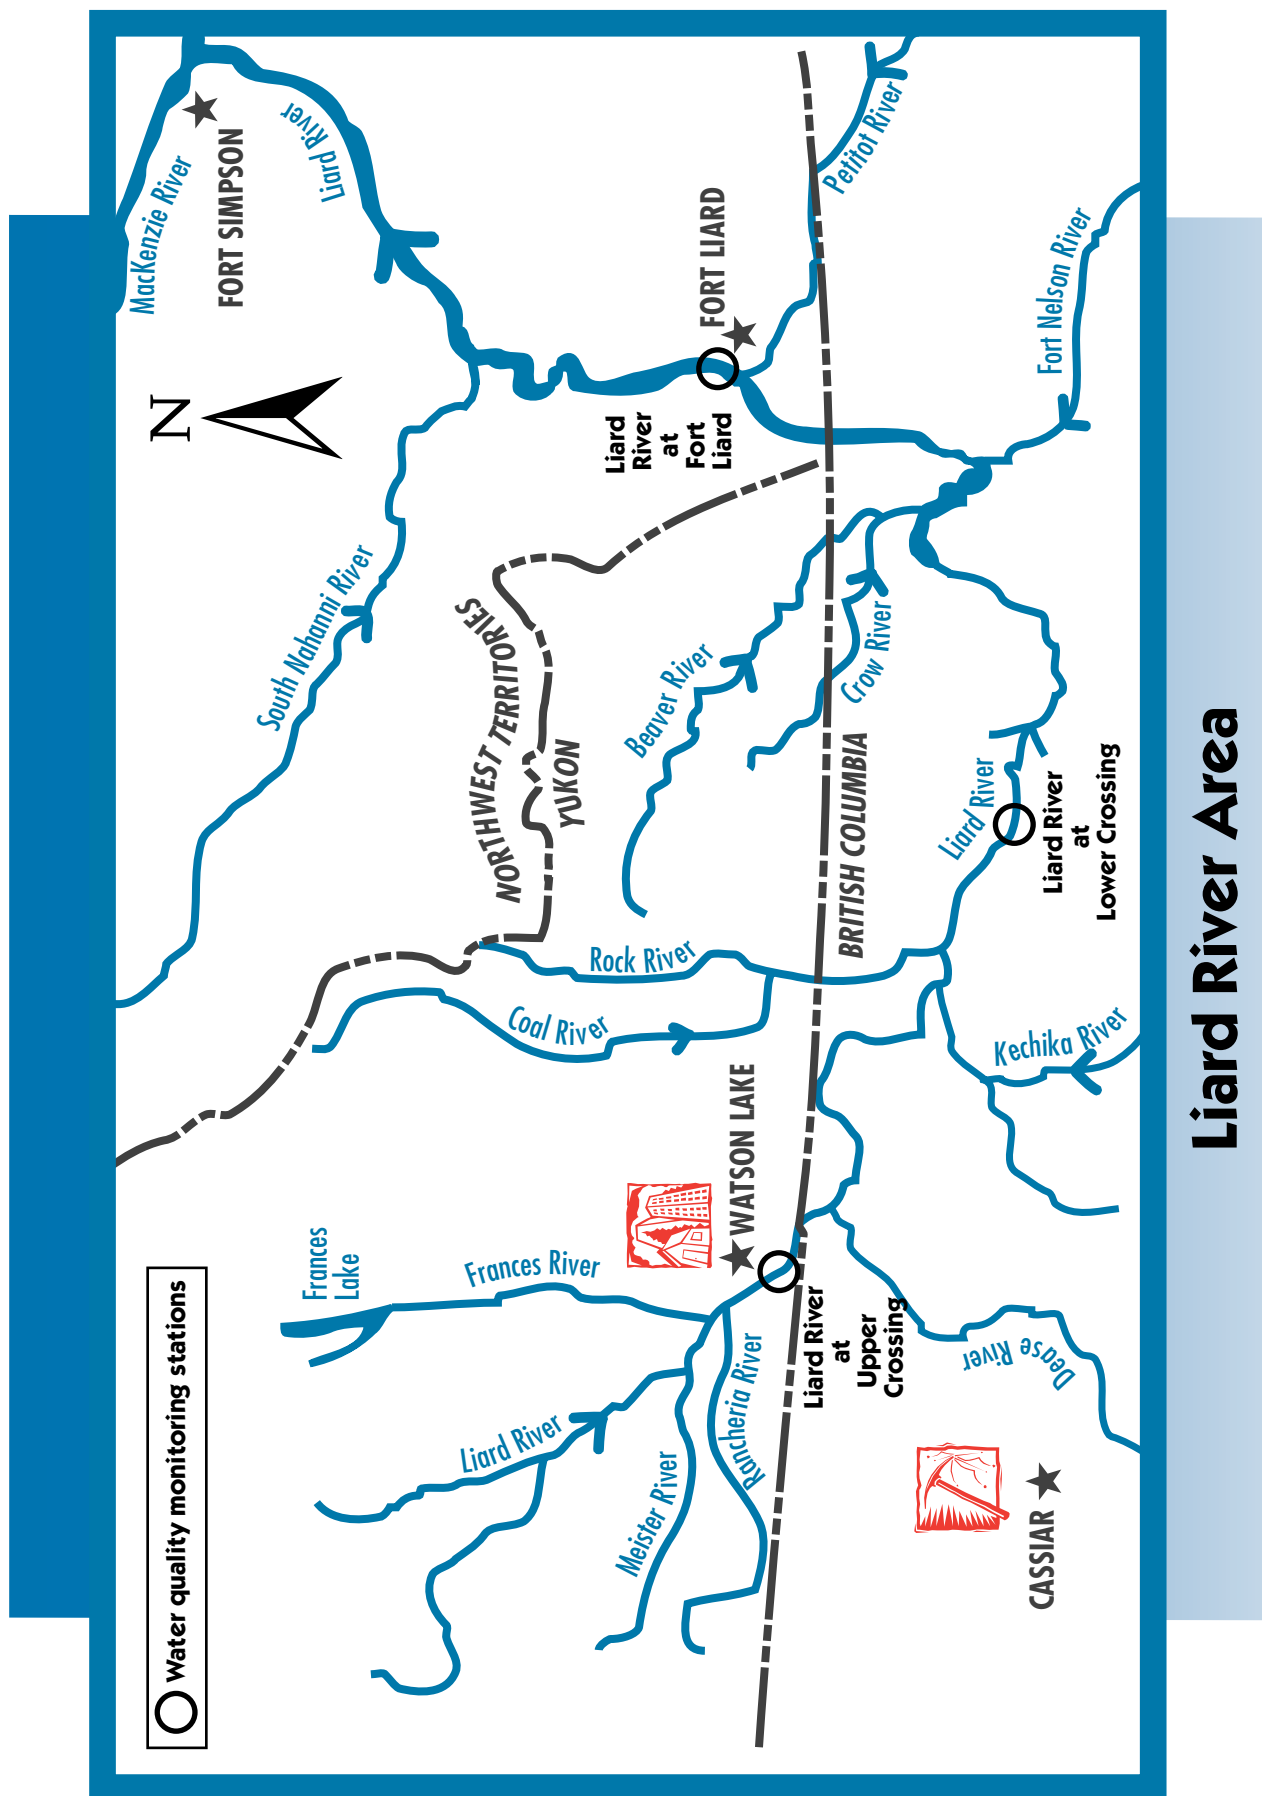 Liard River Area
Water quality monitoring stations
N
MacKenzie River
FORT SIMPSON
Liard River
FORT LIARD
Liard
River
at
Fort
Liard
Petitot River
Fort Nelson River
South Nahanni River
NORTHWEST TERRITORIES
YUKON
Beaver River
Crow River
BRITISH COLUMBIA
Liard River
Liard River
at
Lower Crossing
Rock River
Coal River
Kechika River
WATSON LAKE
Frances
Lake
Frances River
Liard River
Meister River
Rancheria River
Liard River
at
Upper
Crossing
Dease River
CASSIAR